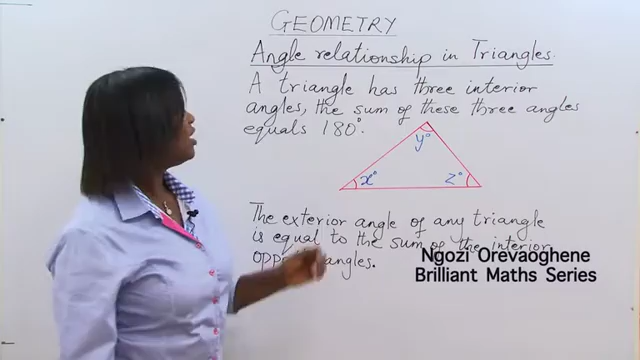 GEOMETRY
Angle relationship in Triangles.
A triangle has three interior
angles, the sum of these three angles
equals 180°.
y°
x°
z°
The exterior angle of any triangle
is equal to the sum of the interior
angles.
Ngozi Orevaoghene
Brilliant Maths Series